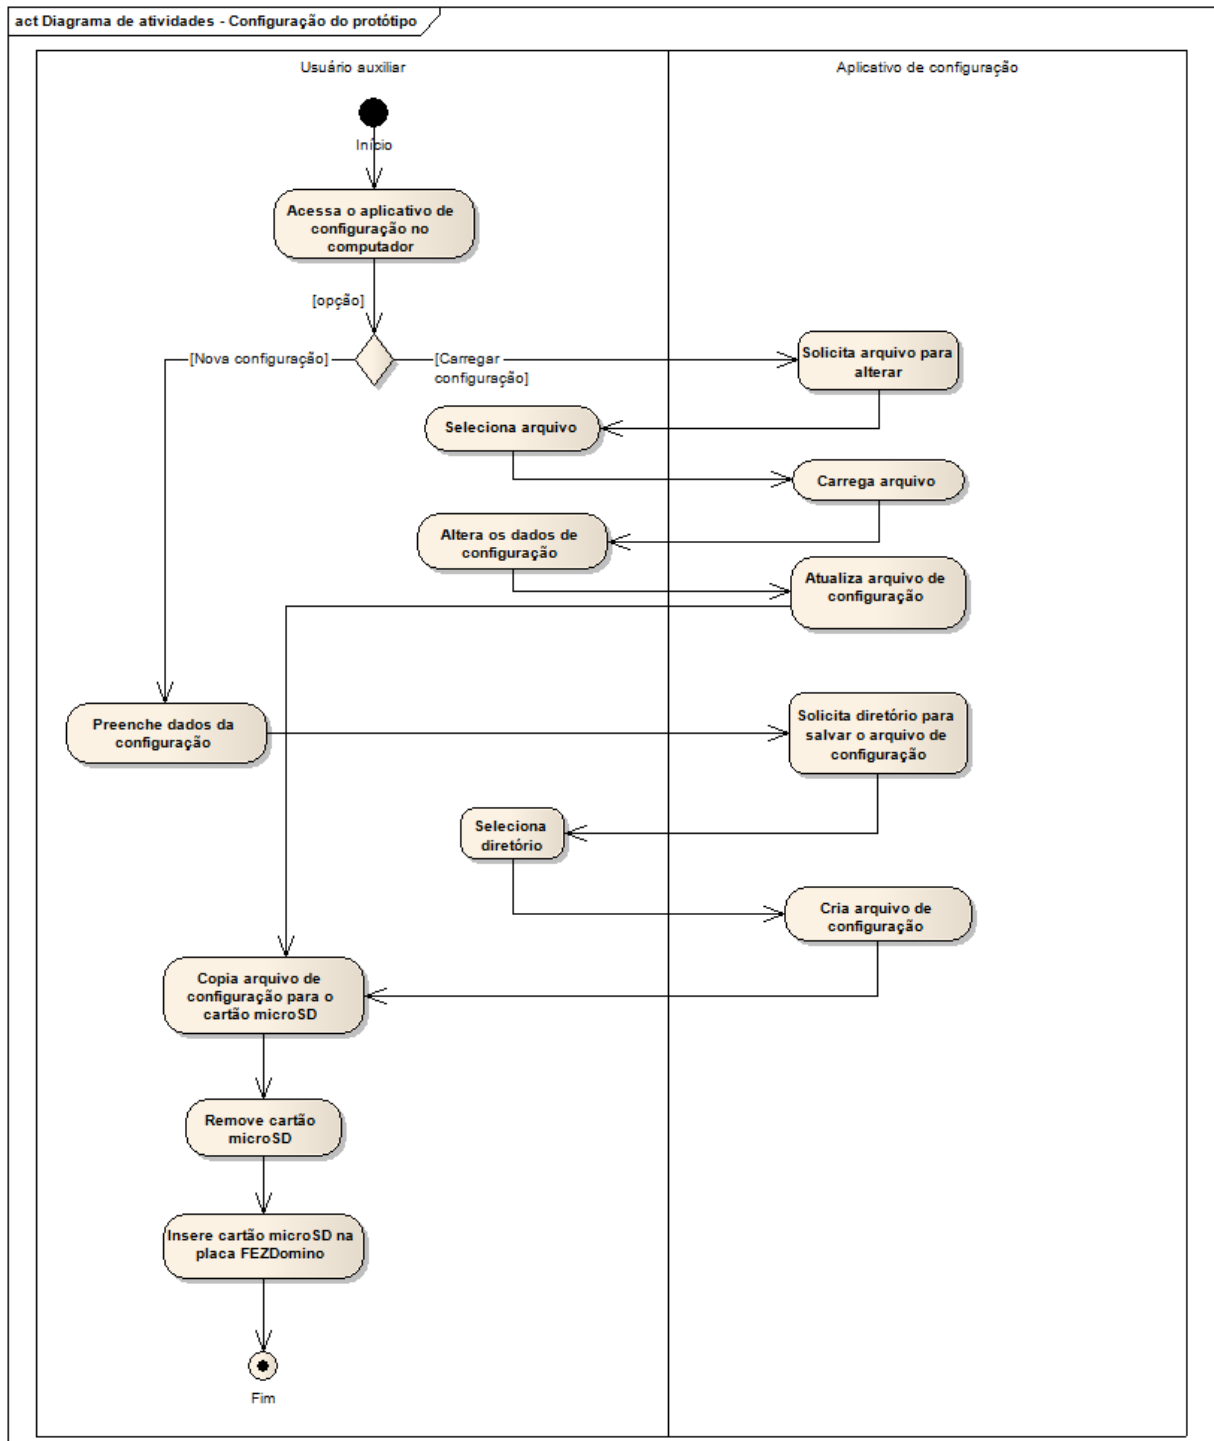 act Diagrama de atividades - Configuração do protótipo
Usuário auxiliar
Aplicativo de configuração
Início
Acessa o aplicativo de
configuração no
computador
[opção]
[Nova configuração]
[Carregar
configuração]
Solicita arquivo para
alterar
Seleciona arquivo
Carrega arquivo
Altera os dados de
configuração
Atualiza arquivo de
configuração
Preenche dados da
configuração
Solicita diretório para
salvar o arquivo de
configuração
Seleciona
diretório
Cria arquivo de
configuração
Copia arquivo de
configuração para o
cartão microSD
Remove cartão
microSD
Insere cartão microSD na
placa FEZDomino
Fim